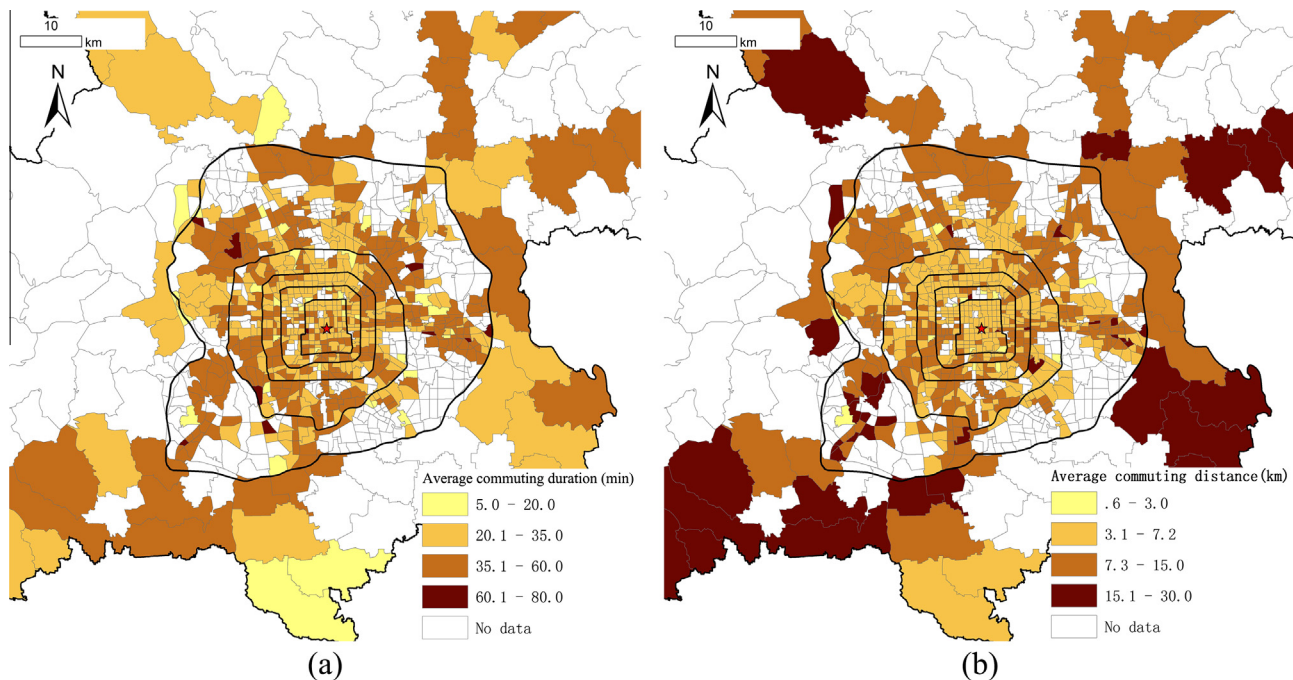 10
km
N
Average commuting duration (min)
5.0 - 20.0
20.1 - 35.0
35.1 - 60.0
60.1 - 80.0
No data
(a)
10
km
N
Average commuting distance(km)
.6 - 3.0
3.1 - 7.2
7.3 - 15.0
15.1 - 30.0
No data
(b)